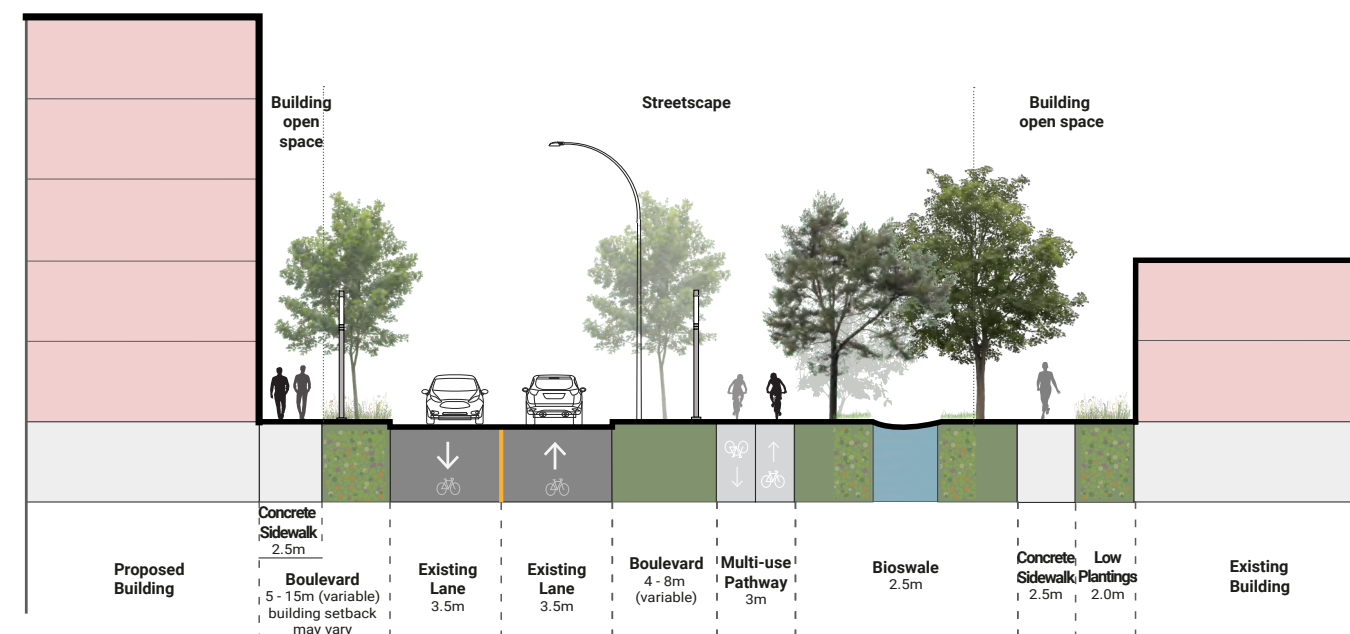 Building
open
space
Streetscape
Building
open space
Concrete
Sidewalk
2.5m
Proposed
Building
Boulevard
5 - 15m (variable)
building setback
may vary
Existing
Lane
3.5m
Existing
Lane
3.5m
Boulevard
4 - 8m
(variable)
Multi-use
Pathway
3m
Bioswale
2.5m
Concrete
Sidewalk
2.5m
Low
Plantings
2.0m
Existing
Building